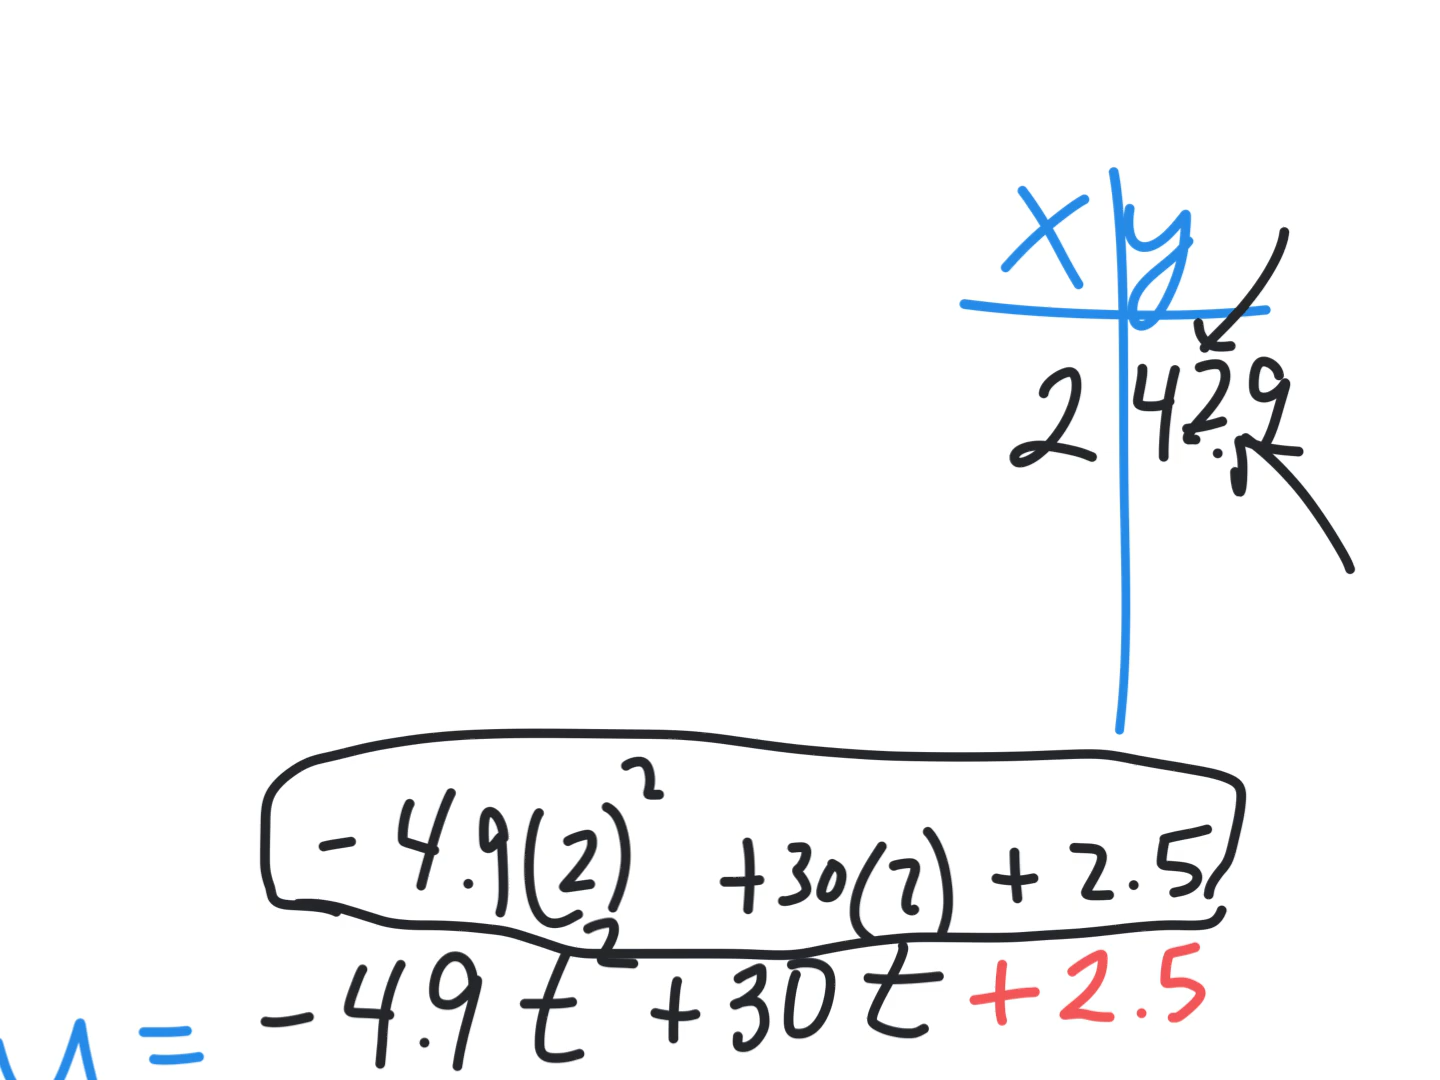 x y
2 42.9
-4.9(2)² +30(2) + 2.5
= -4.9t² + 30t + 2.5